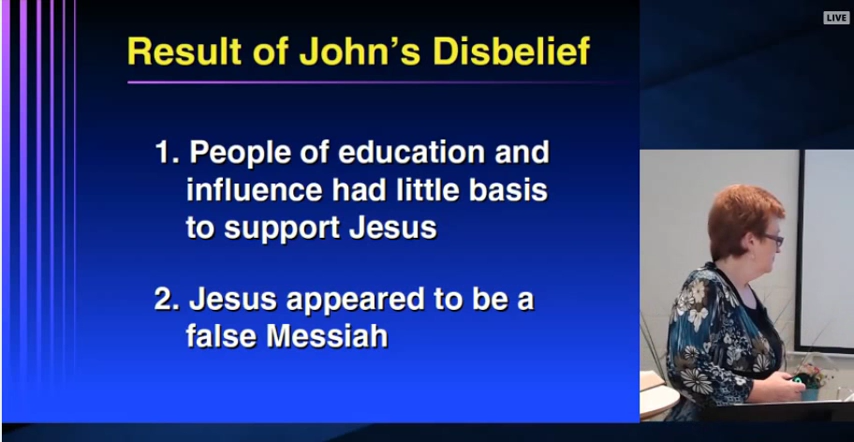 LIVE
Result of John's Disbelief
1. People of education and
influence had little basis
to support Jesus
2. Jesus appeared to be a
false Messiah